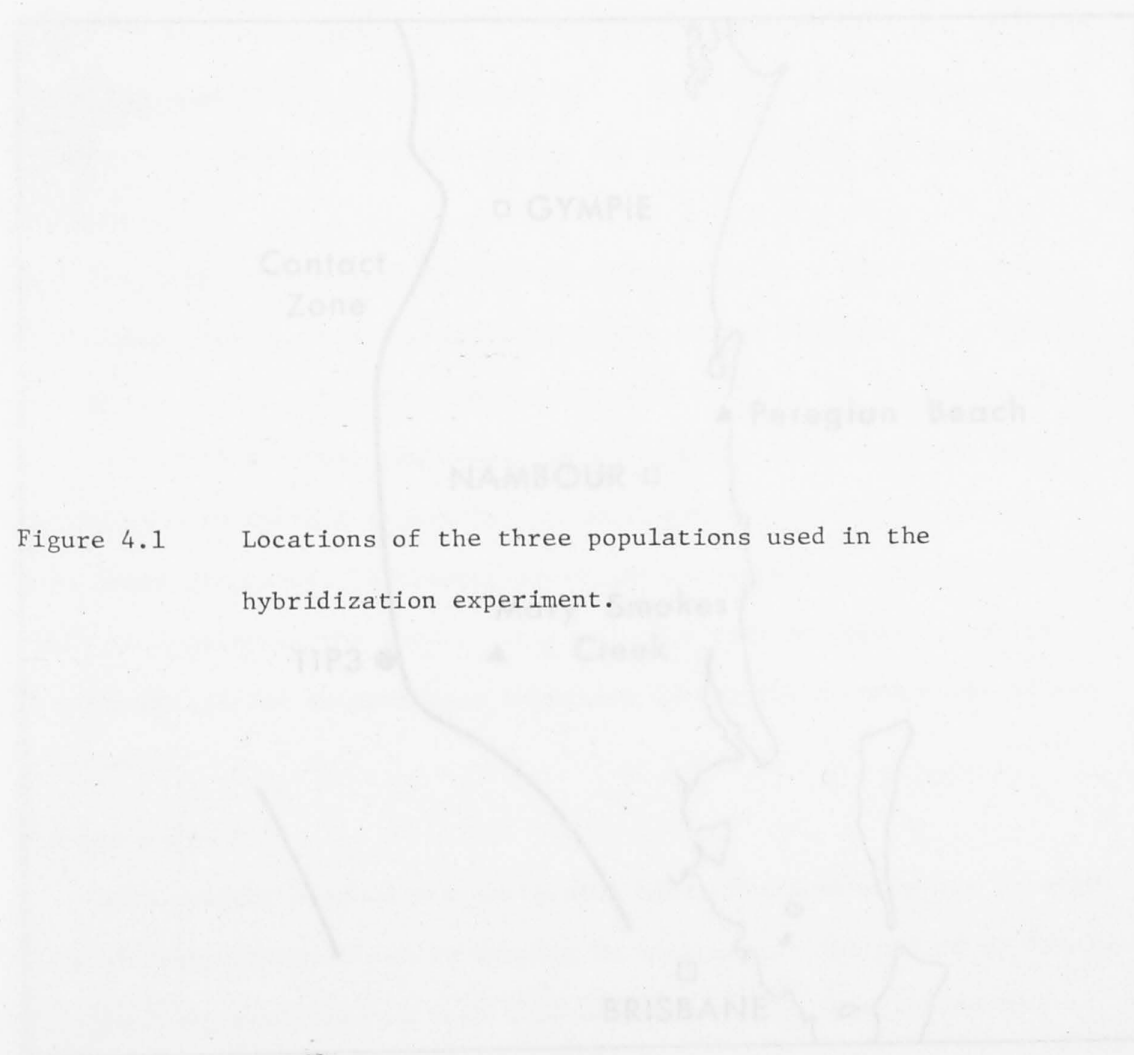 GYMPIE
Contact
Zone
Peregian Beach
NAMBOUR
Figure 4.1 Locations of the three populations used in the
hybridization experiment.
Mary Smokes
Creek
11P3
BRISBANE